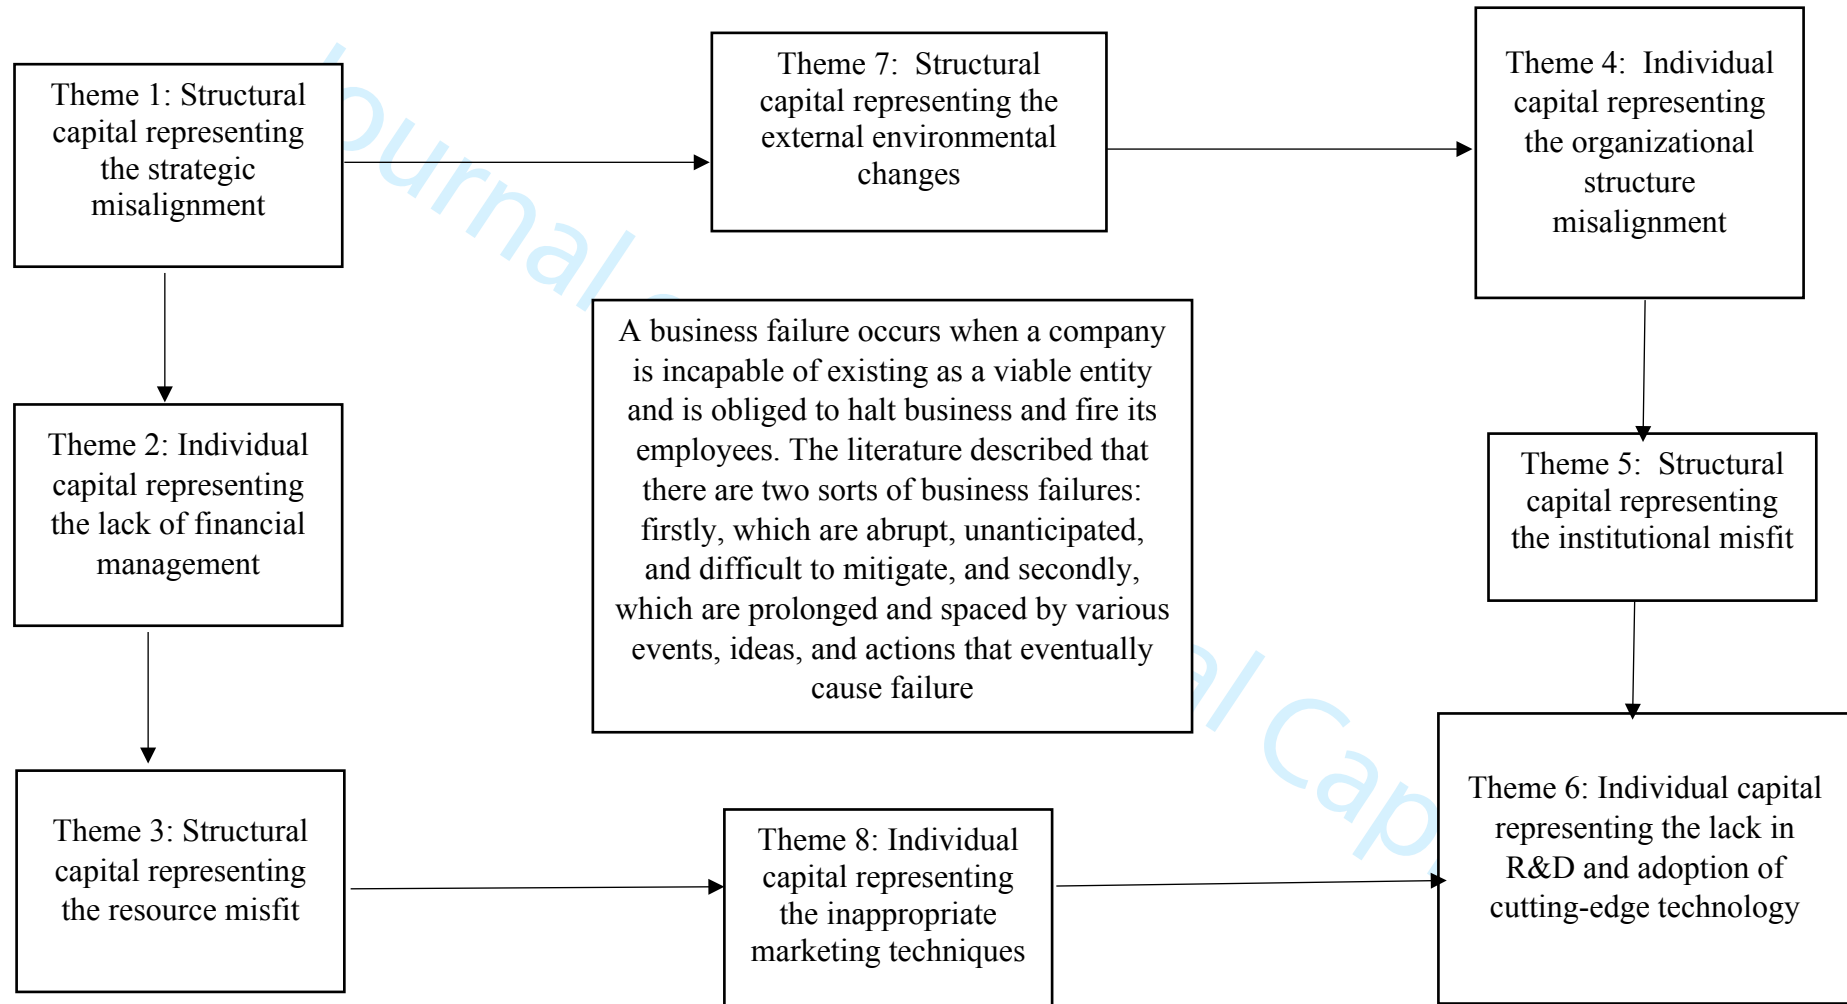 Theme 1: Structural
capital representing
the strategic
misalignment
Theme 7: Structural
capital representing the
external environmental
changes
Theme 4: Individual
capital representing
the organizational
structure
misalignment
A business failure occurs when a company
is incapable of existing as a viable entity
and is obliged to halt business and fire its
employees. The literature described that
there are two sorts of business failures:
firstly, which are abrupt, unanticipated,
and difficult to mitigate, and secondly,
which are prolonged and spaced by various
events, ideas, and actions that eventually
cause failure
Theme 2: Individual
capital representing
the lack of financial
management
Theme 5: Structural
capital representing
the institutional misfit
Theme 3: Structural
capital representing
the resource misfit
Theme 8: Individual
capital representing
the inappropriate
marketing techniques
Theme 6: Individual capital
representing the lack in
R&D and adoption of
cutting-edge technology
Journal